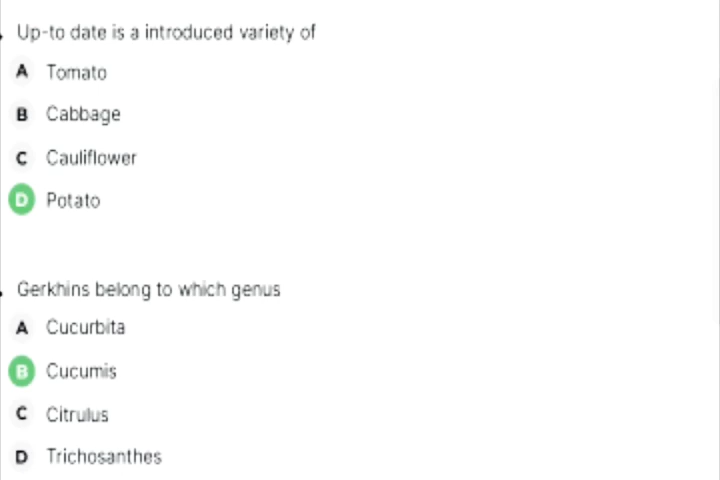 Up-to date is a introduced variety of
A Tomato
B Cabbage
C Cauliflower
D Potato
Gerkhins belong to which genus
A Cucurbita
B Cucumis
C Citrulus
D Trichosanthes